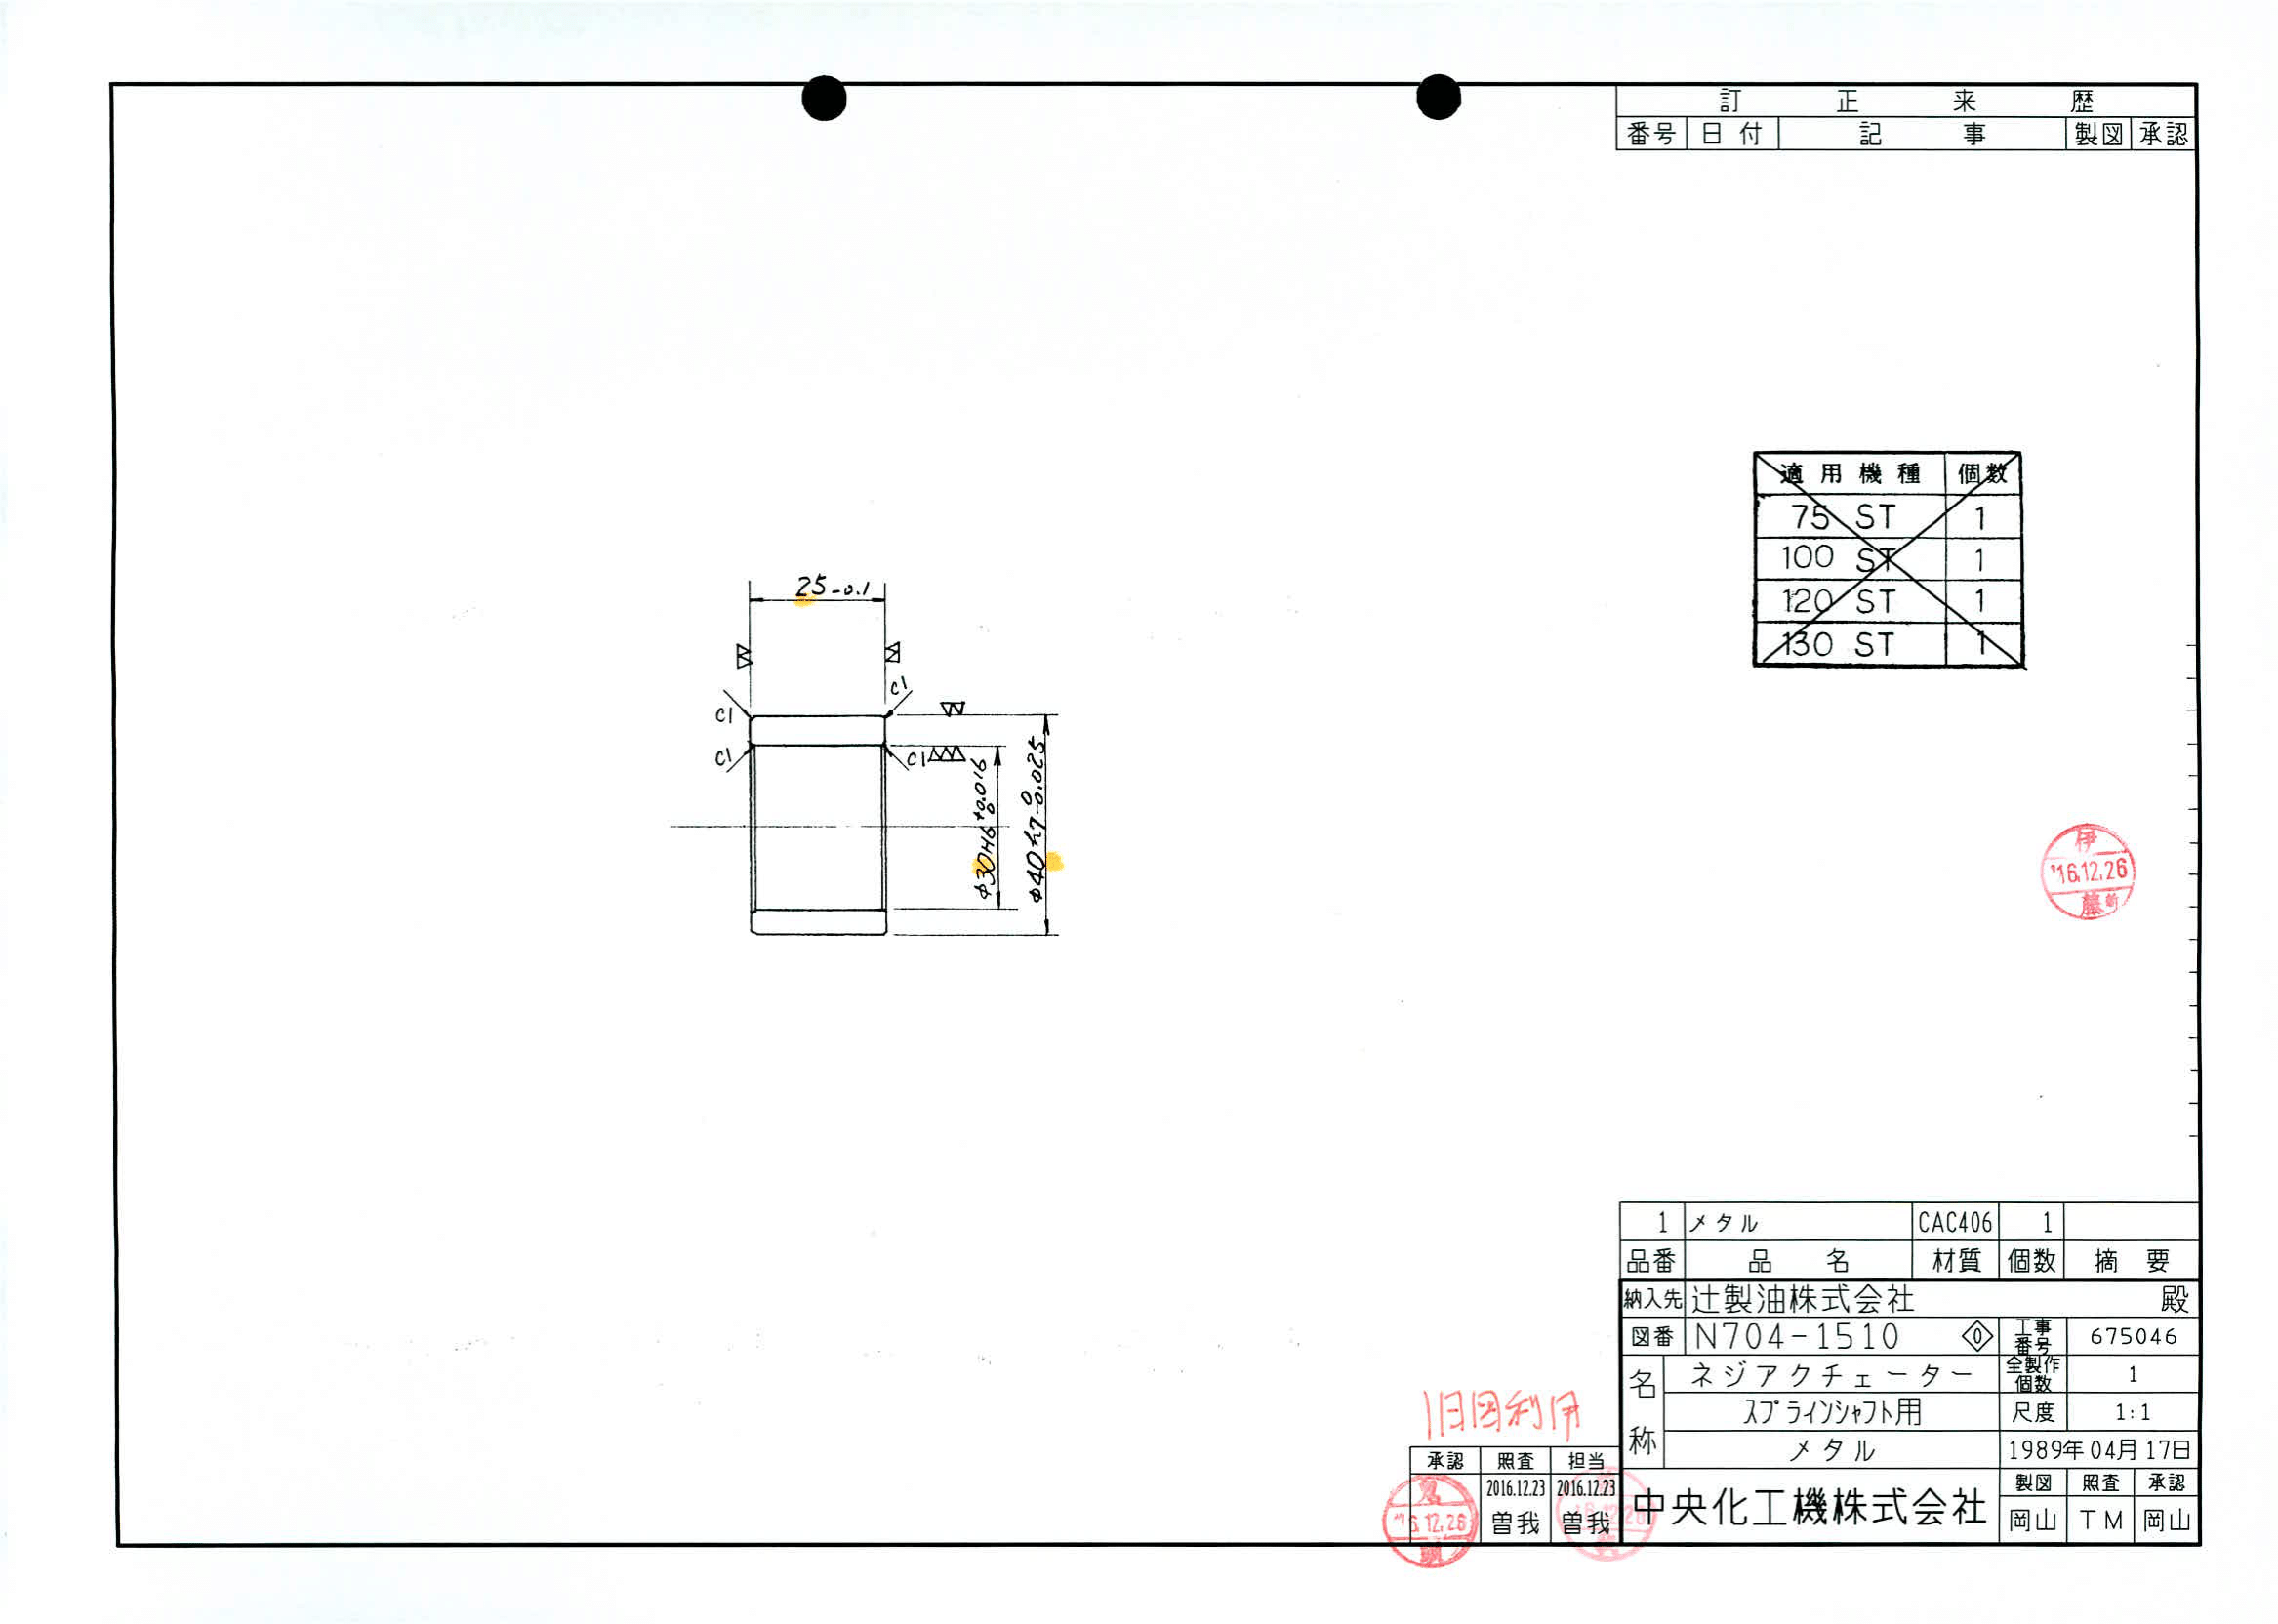 訂正来歴
番号 日付 記事 製図 承認
適用機種 個数
75 ST 1
100 ST 1
120 ST 1
130 ST 1
25 -0.1
C1
C1
C1
C1
φ30H6 +0.016 0
φ40h7 0 -0.025
伊
'16.12.26
藤
1 メタル CAC406 1
品番 品名 材質 個数 摘要
納入先 辻製油株式会社 殿
図番 N704-1510 0 工事番号 675046
名称 ネジアクチェーター 全製作個数 1
スプラインシャフト用 尺度 1:1
メタル 1989年04月17日
中央化工機株式会社 製図 照査 承認
岡山 TM 岡山
旧図利用
承認 照査 担当
2016.12.23 2016.12.23
曽我 曽我
'16.12.26